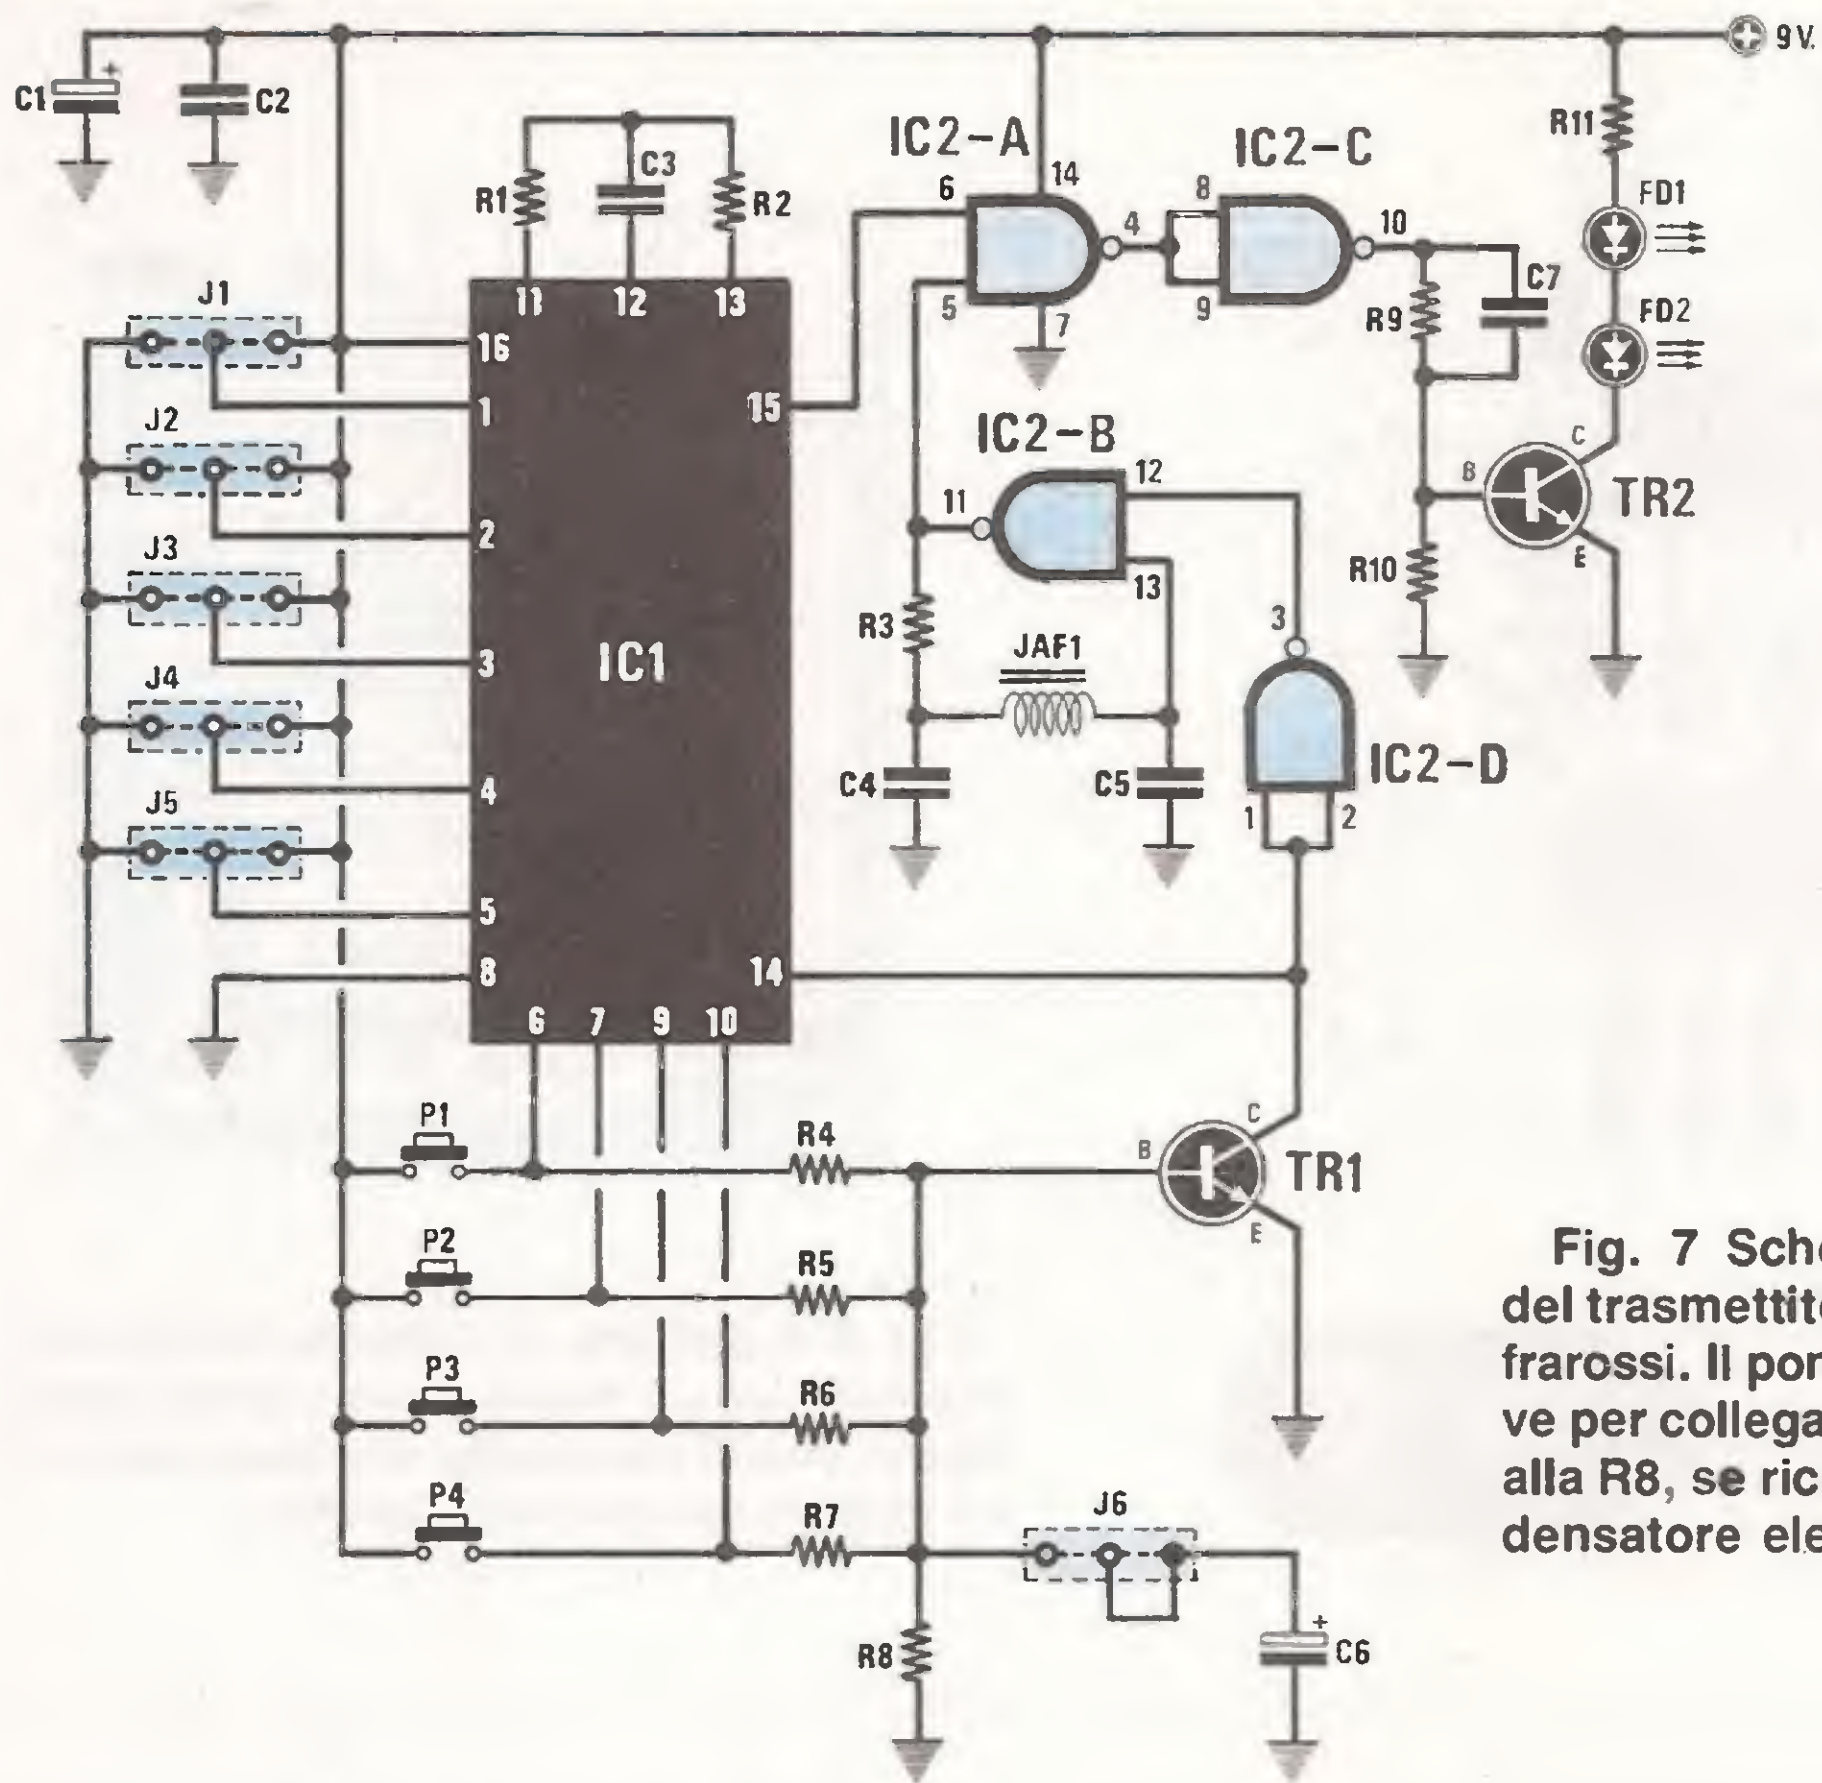 9V.
C1
+
C2
R1
C3
R2
IC2-A
IC2-C
R11
FD1
FD2
6
14
4
5
7
8
9
10
R9
C7
11
12
13
J1
16
1
15
J2
2
J3
3
J4
4
J5
5
8
14
IC1
6
7
9
10
IC2-B
11
12
13
R3
JAF1
C4
C5
3
IC2-D
1
2
B
C
E
TR2
R10
P1
R4
B
C
E
TR1
P2
R5
P3
R6
P4
R7
J6
R8
+
C6
Fig. 7 Sche
del trasmettito
frarossi. Il pon
ve per collega
alla R8, se ric
densatore ele